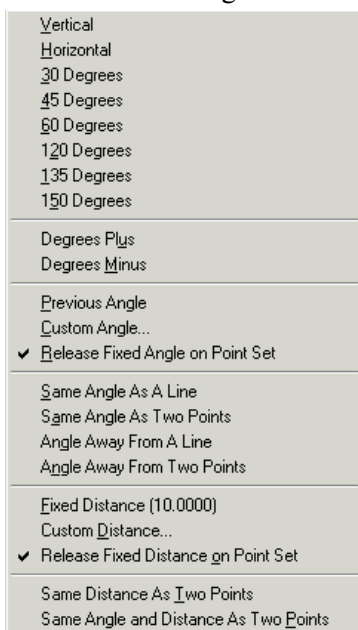 Vertical
Horizontal
30 Degrees
45 Degrees
60 Degrees
120 Degrees
135 Degrees
150 Degrees
Degrees Plus
Degrees Minus
Previous Angle
Custom Angle...
✔ Release Fixed Angle on Point Set
Same Angle As A Line
Same Angle As Two Points
Angle Away From A Line
Angle Away From Two Points
Fixed Distance (10.0000)
Custom Distance...
✔ Release Fixed Distance on Point Set
Same Distance As Two Points
Same Angle and Distance As Two Points